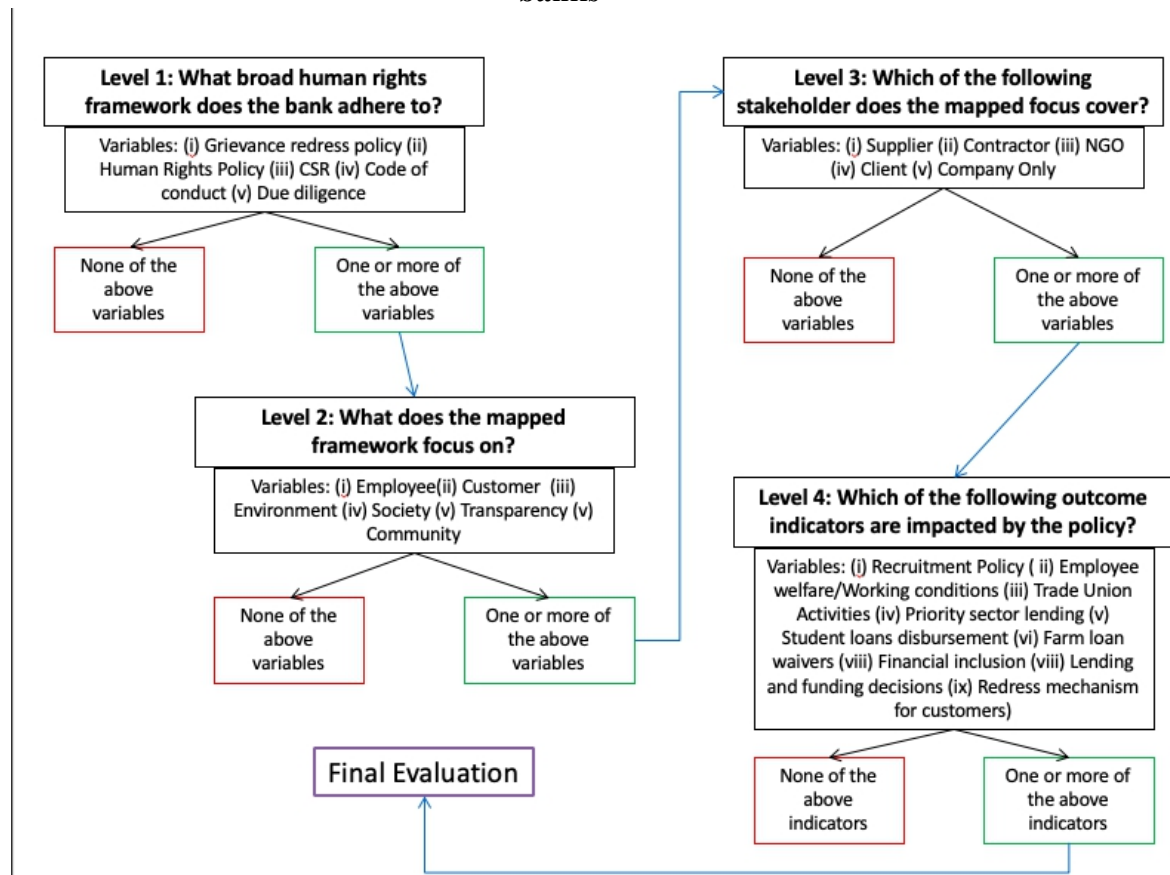 Level 1: What broad human rights
framework does the bank adhere to?
Variables: (i) Grievance redress policy (ii)
Human Rights Policy (iii) CSR (iv) Code of
conduct (v) Due diligence
None of the
above
variables
One or more of
the above
variables
Level 2: What does the mapped
framework focus on?
Variables: (i) Employee(ii) Customer (iii)
Environment (iv) Society (v) Transparency (v)
Community
None of the
above
variables
One or more of
the above
variables
Level 3: Which of the following
stakeholder does the mapped focus cover?
Variables: (i) Supplier (ii) Contractor (iii) NGO
(iv) Client (v) Company Only
None of the
above
variables
One or more of
the above
variables
Level 4: Which of the following outcome
indicators are impacted by the policy?
Variables: (i) Recruitment Policy ( ii) Employee
welfare/Working conditions (iii) Trade Union
Activities (iv) Priority sector lending (v)
Student loans disbursement (vi) Farm loan
waivers (viii) Financial inclusion (viii) Lending
and funding decisions (ix) Redress mechanism
for customers)
None of the
above
indicators
One or more of
the above
indicators
Final Evaluation